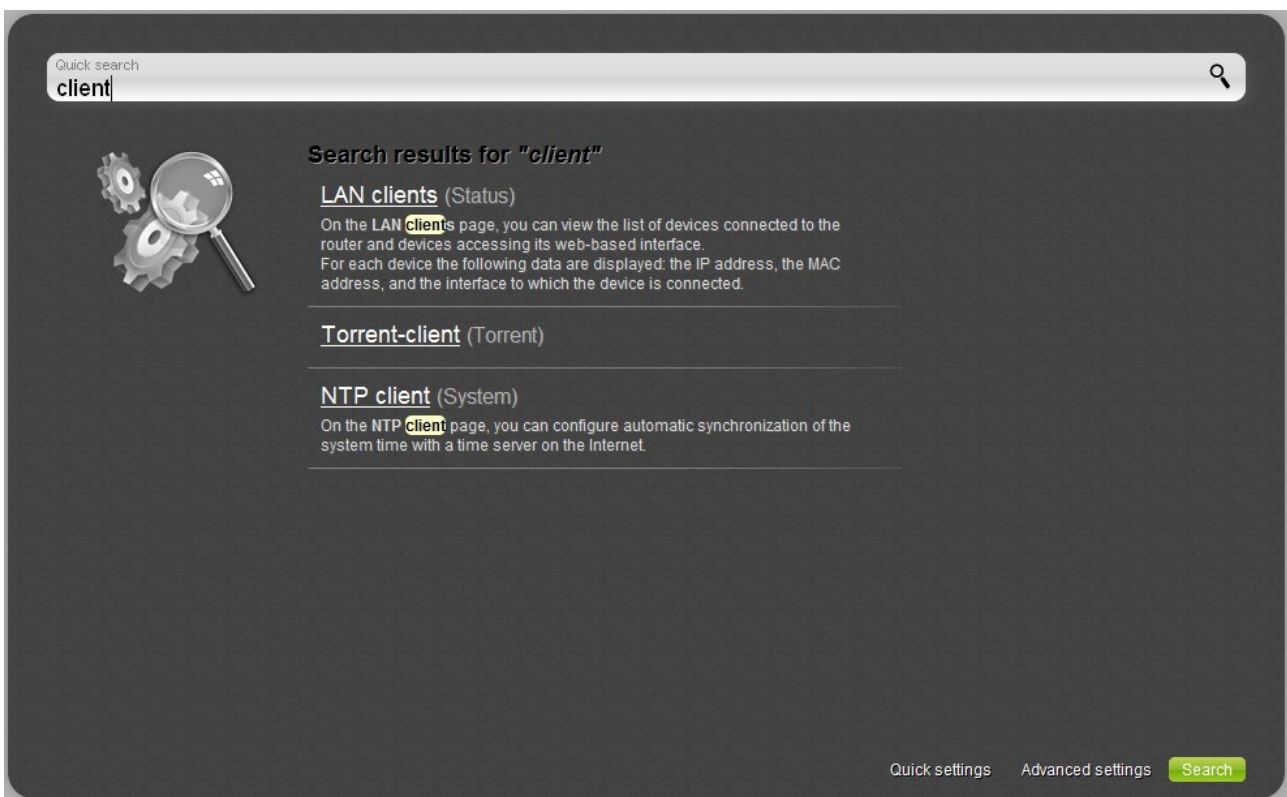 Quick search
client
Search results for "client"
LAN clients (Status)
On the LAN clients page, you can view the list of devices connected to the
router and devices accessing its web-based interface.
For each device the following data are displayed: the IP address, the MAC
address, and the interface to which the device is connected.
Torrent-client (Torrent)
NTP client (System)
On the NTP client page, you can configure automatic synchronization of the
system time with a time server on the Internet.
Quick settings Advanced settings Search